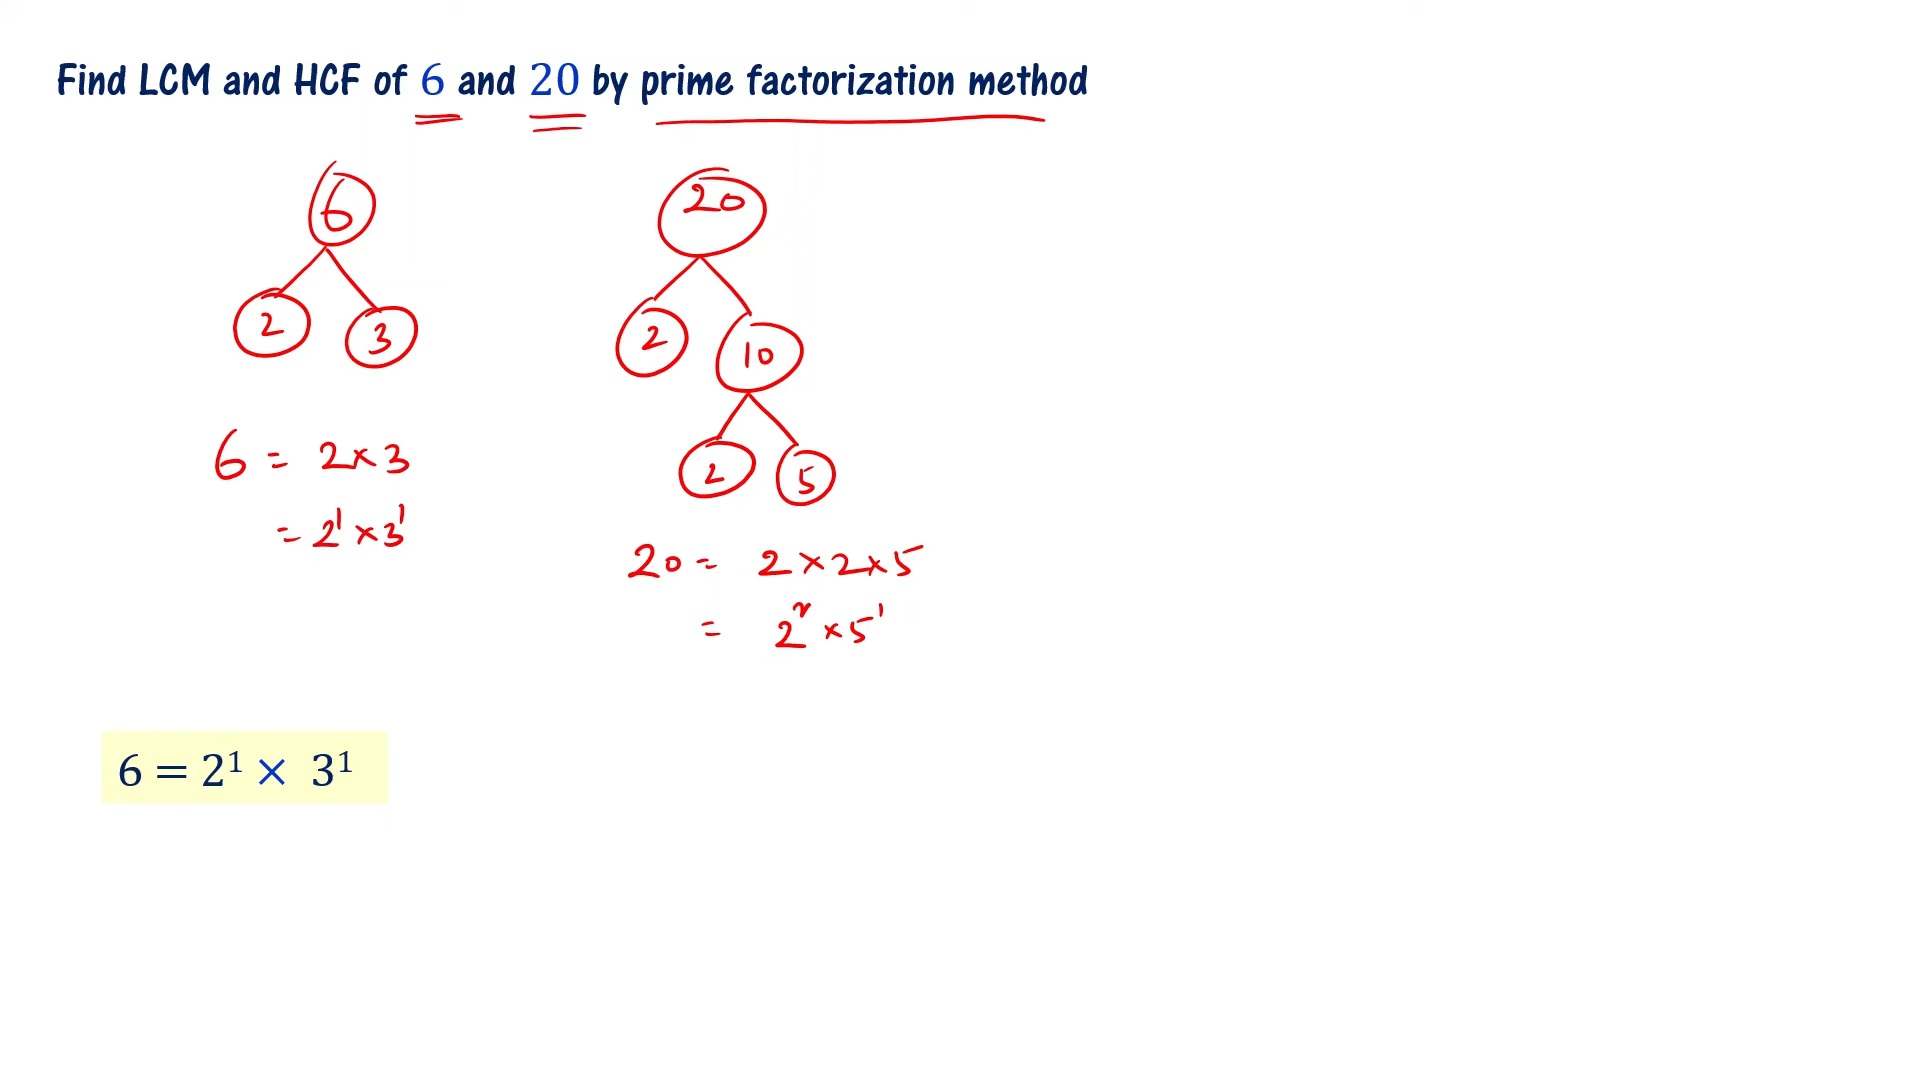 Find LCM and HCF of 6 and 20 by prime factorization method
6
2 3
20
2 10
2 5
6 = 2 × 3
= 2¹ × 3¹
20 = 2 × 2 × 5
= 2² × 5¹
6 = 2¹ × 3¹